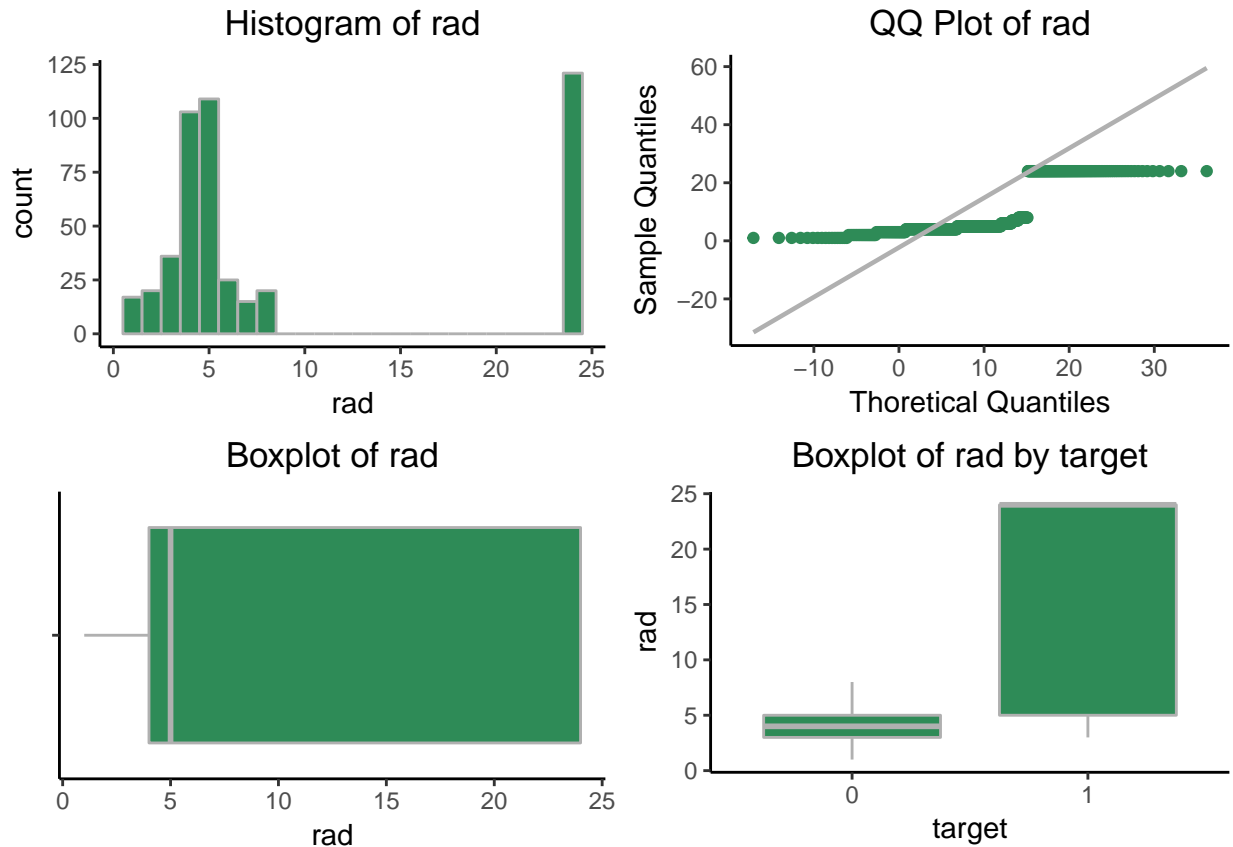 Histogram of rad
125
100
75
50
25
0
count
0 5 10 15 20 25
rad
QQ Plot of rad
60
40
20
0
−20
Sample Quantiles
−10 0 10 20 30
Thoretical Quantiles
Boxplot of rad
0 5 10 15 20 25
rad
Boxplot of rad by target
25
20
15
10
5
0
rad
0 1
target